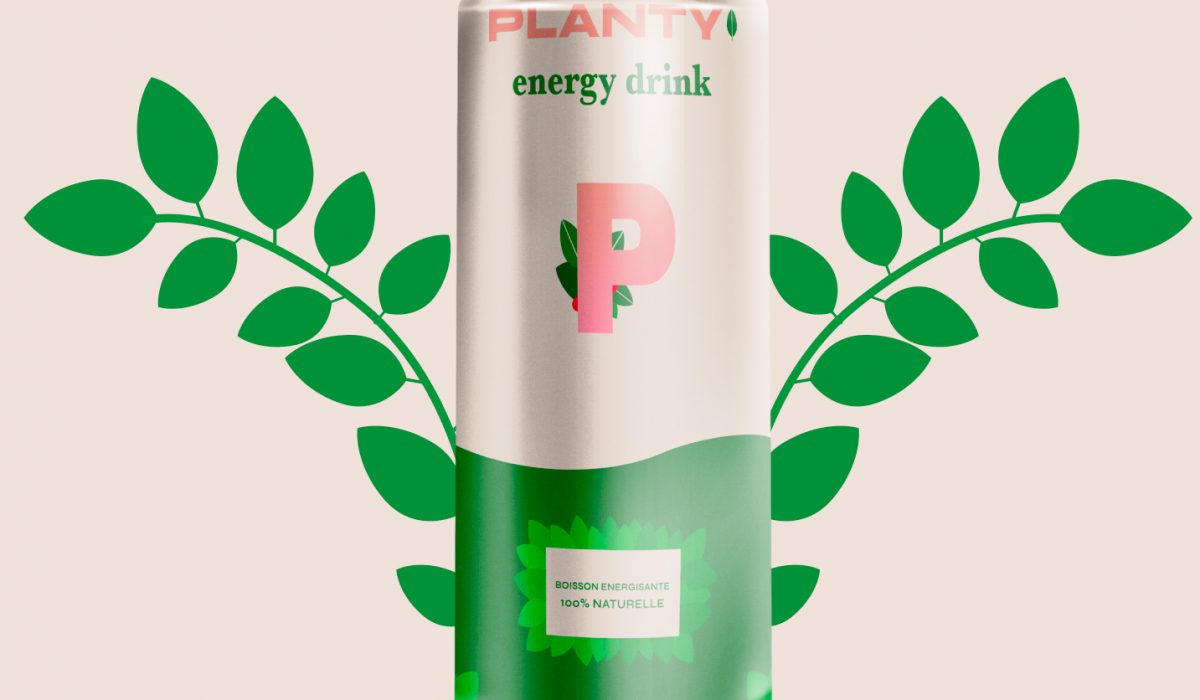 PLANTY
energy drink
P
BOISSON ENERGISANTE
100% NATURELLE